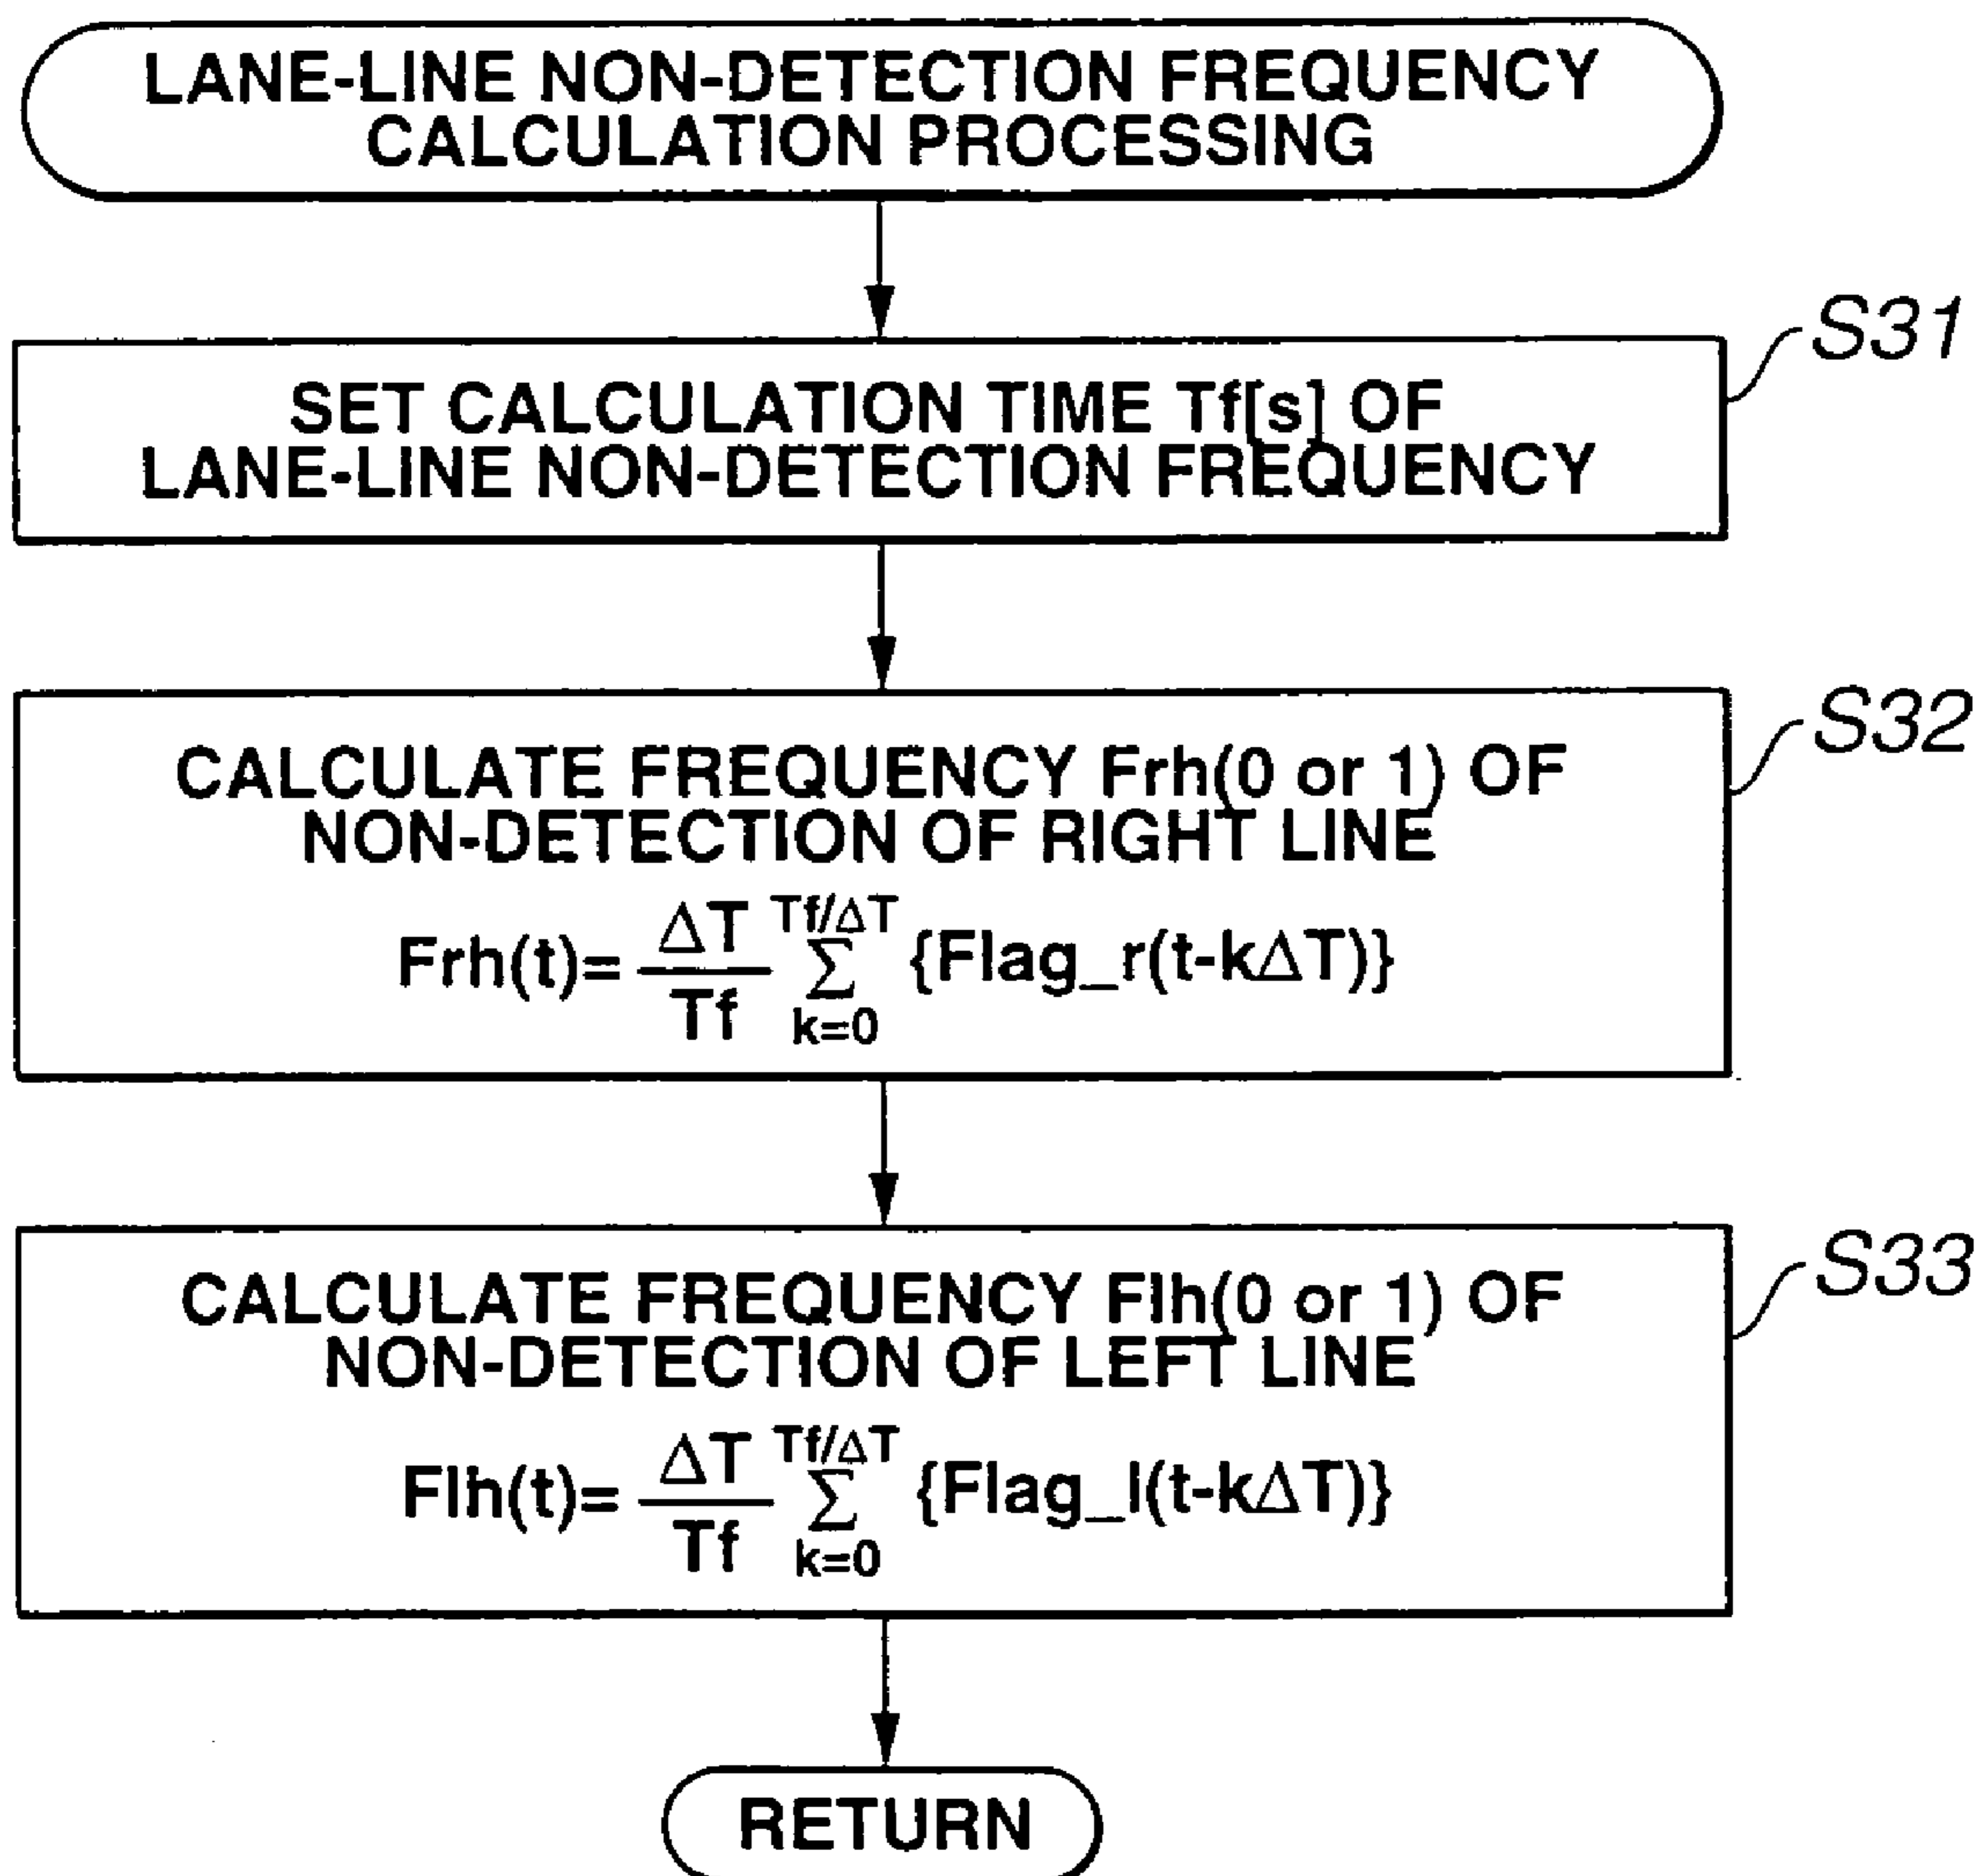 LANE-LINE NON-DETECTION FREQUENCY
CALCULATION PROCESSING
S31
SET CALCULATION TIME Tf[s] OF
LANE-LINE NON-DETECTION FREQUENCY
S32
CALCULATE FREQUENCY Frh(0 or 1) OF
NON-DETECTION OF RIGHT LINE
Frh(t)= ΔT/Tf Tf/ΔT Σ k=0 {Flag_r(t-kΔT)}
S33
CALCULATE FREQUENCY Flh(0 or 1) OF
NON-DETECTION OF LEFT LINE
Flh(t)= ΔT/Tf Tf/ΔT Σ k=0 {Flag_l(t-kΔT)}
RETURN